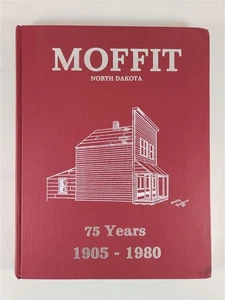 MOFFIT
NORTH DAKOTA
75 Years
1905 - 1980